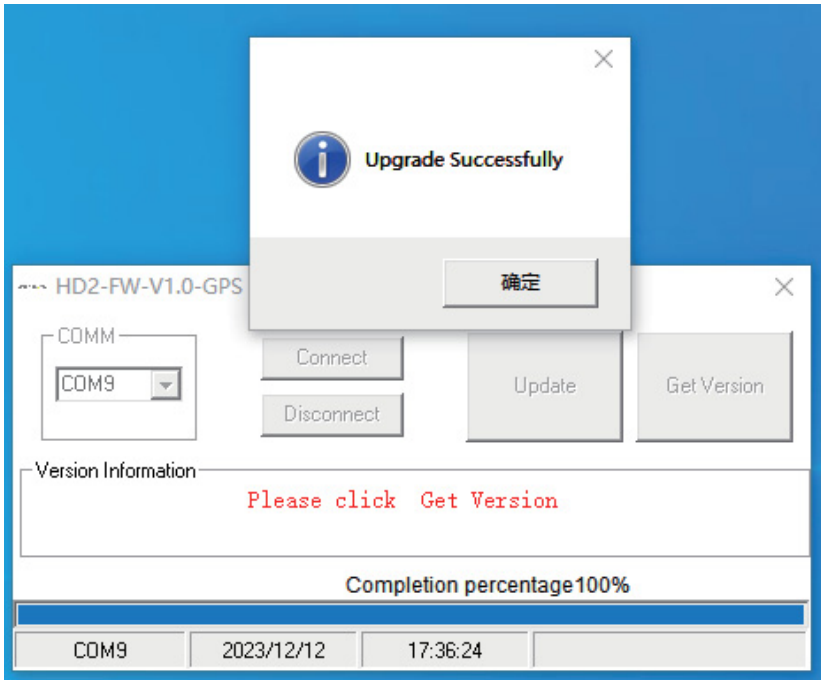 Upgrade Successfully
确定
HD2-FW-V1.0-GPS
COMM
COM9
Connect
Disconnect
Update
Get Version
Version Information
Please click  Get Version
Completion percentage100%
COM9
2023/12/12
17:36:24